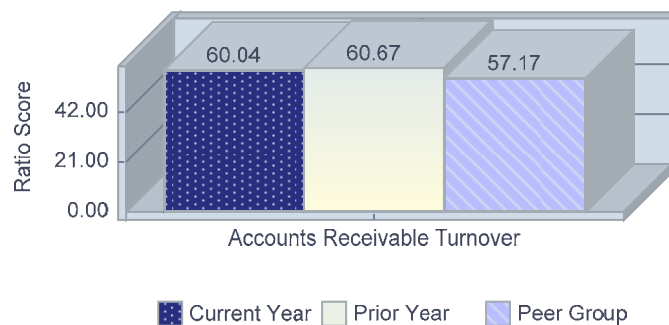 60.04 60.67 57.17
Ratio Score
42.00
21.00
0.00
Accounts Receivable Turnover
Current Year Prior Year Peer Group